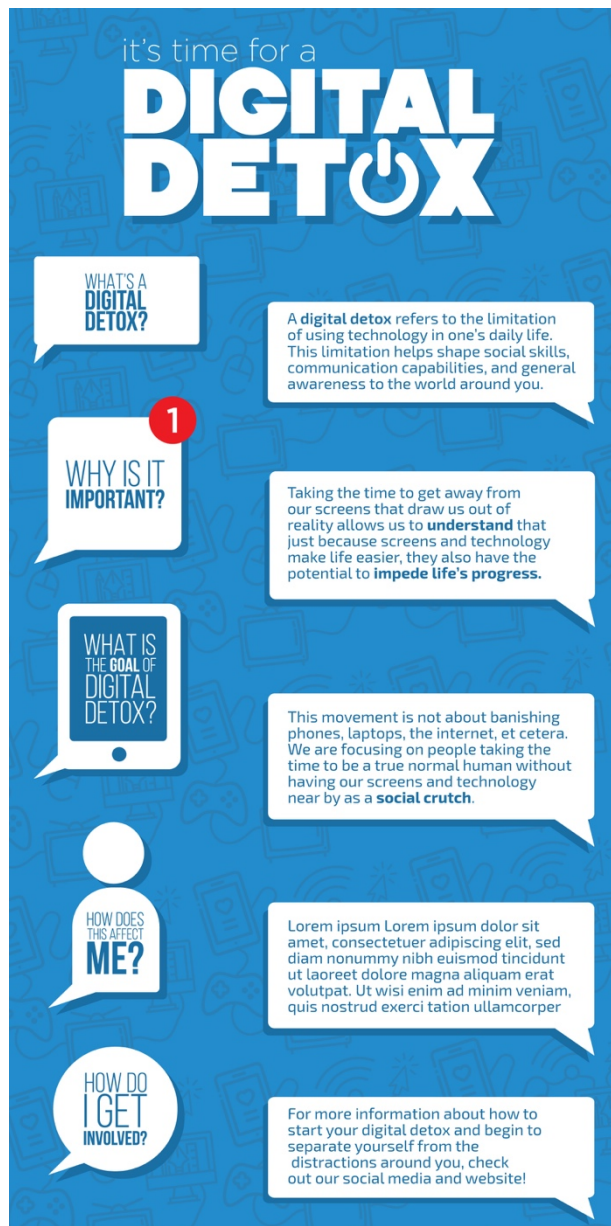 it's time for a
DIGITAL
DETOX
WHAT'S A
DIGITAL
DETOX?
A digital detox refers to the limitation
of using technology in one's daily life.
This limitation helps shape social skills,
communication capabilities, and general
awareness to the world around you.
1
WHY IS IT
IMPORTANT?
Taking the time to get away from
our screens that draw us out of
reality allows us to understand that
just because screens and technology
make life easier, they also have the
potential to impede life's progress.
WHAT IS
THE GOAL OF
DIGITAL
DETOX?
This movement is not about banishing
phones, laptops, the internet, et cetera.
We are focusing on people taking the
time to be a true normal human without
having our screens and technology
near by as a social crutch.
HOW DOES
THIS AFFECT
ME?
Lorem ipsum Lorem ipsum dolor sit
amet, consectetuer adipiscing elit, sed
diam nonummy nibh euismod tincidunt
ut laoreet dolore magna aliquam erat
volutpat. Ut wisi enim ad minim veniam,
quis nostrud exerci tation ullamcorper
HOW DO
I GET
INVOLVED?
For more information about how to
start your digital detox and begin to
separate yourself from the
distractions around you, check
out our social media and website!